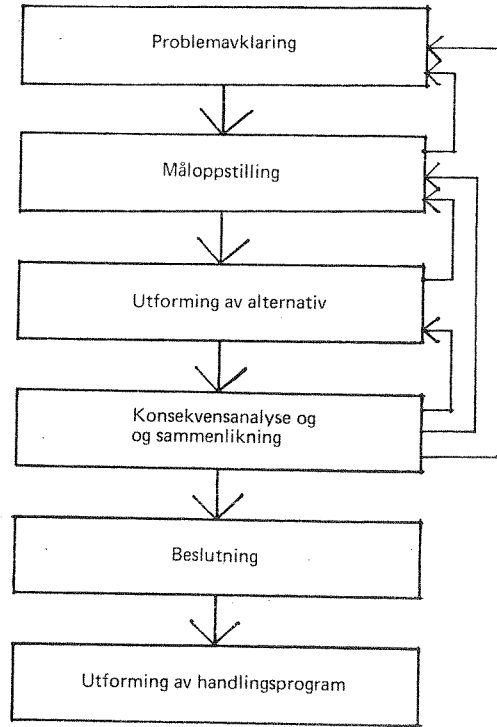 Problemavklaring
Måloppstilling
Utforming av alternativ
Konsekvensanalyse og
og sammenlikning
Beslutning
Utforming av handlingsprogram